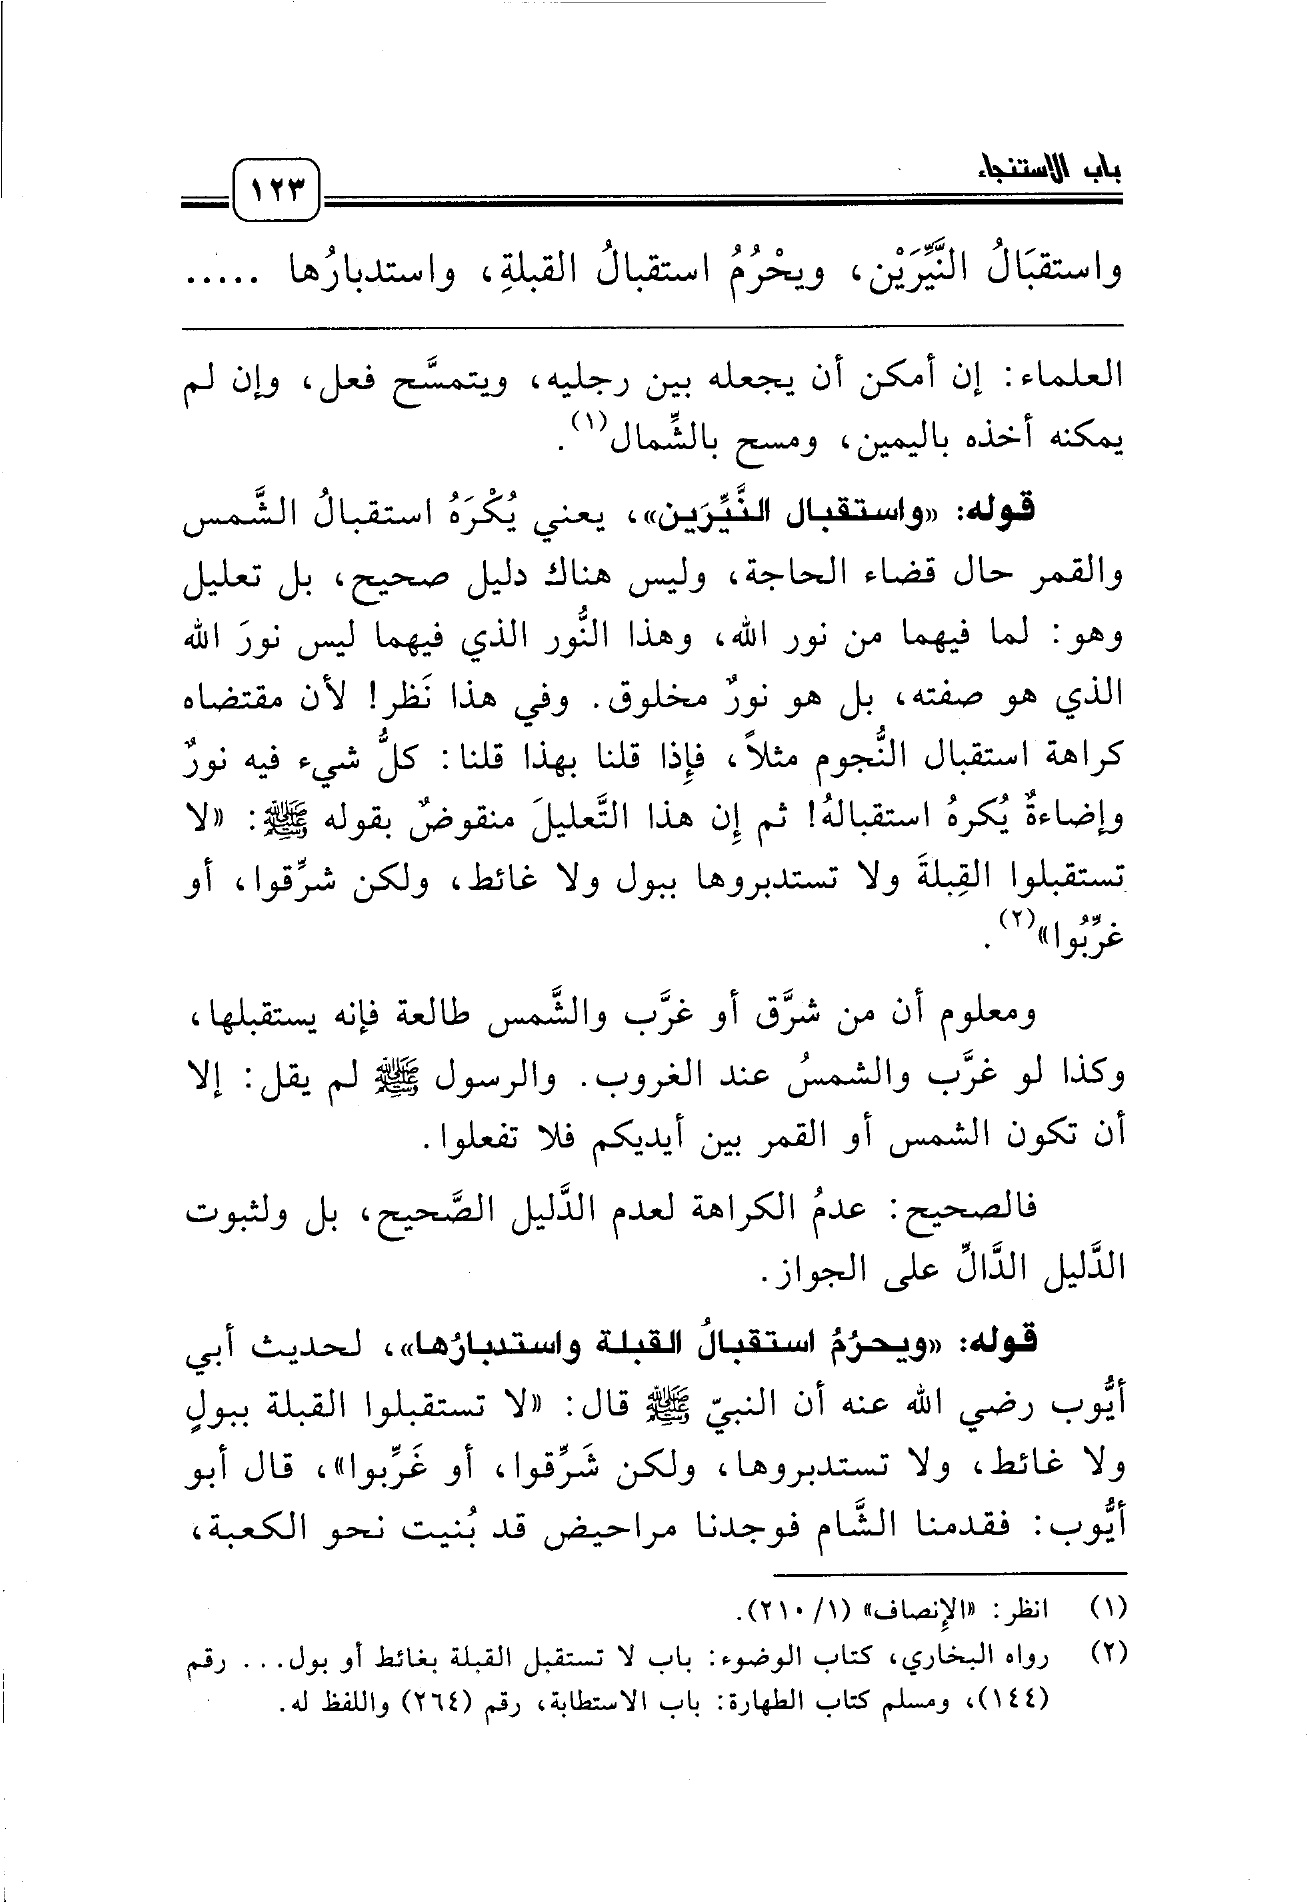 باب الاستنجاء
١٢٣
واستقبَالُ النَّيِّرَيْن، ويحْرُمُ استقبالُ القبلةِ، واستدبارُها .....
العلماء: إن أمكن أن يجعله بين رجليه، ويتمسَّح فعل، وإن لم
يمكنه أخذه باليمين، ومسح بالشِّمال(١).
قوله: «واستقبال النَّيِّرَين»، يعني يُكْرَهُ استقبالُ الشَّمس
والقمر حال قضاء الحاجة، وليس هناك دليل صحيح، بل تعليل
وهو: لما فيهما من نور الله، وهذا النُّور الذي فيهما ليس نورَ الله
الذي هو صفته، بل هو نورٌ مخلوق. وفي هذا نَظر! لأن مقتضاه
كراهة استقبال النُّجوم مثلاً، فإِذا قلنا بهذا قلنا: كلُّ شيء فيه نورٌ
وإضاءةٌ يُكرهُ استقبالهُ! ثم إِن هذا التَّعليلَ منقوضٌ بقوله ﷺ: «لا
تستقبلوا القِبلةَ ولا تستدبروها ببول ولا غائط، ولكن شرِّقوا، أو
غرِّبُوا»(٢).
ومعلوم أن من شرَّق أو غرَّب والشَّمس طالعة فإنه يستقبلها،
وكذا لو غرَّب والشمسُ عند الغروب. والرسول ﷺ لم يقل: إلا
أن تكون الشمس أو القمر بين أيديكم فلا تفعلوا.
فالصحيح: عدمُ الكراهة لعدم الدَّليل الصَّحيح، بل ولثبوت
الدَّليل الدَّالِّ على الجواز.
قوله: «ويحرُمُ استقبالُ القبلة واستدبارُها»، لحديث أبي
أيُّوب رضي الله عنه أن النبيّ ﷺ قال: «لا تستقبلوا القبلة ببولٍ
ولا غائط، ولا تستدبروها، ولكن شَرِّقوا، أو غَرِّبوا»، قال أبو
أيُّوب: فقدمنا الشَّام فوجدنا مراحيض قد بُنيت نحو الكعبة،
(١) انظر: «الإِنصاف» (١/ ٢١٠).
(٢) رواه البخاري، كتاب الوضوء: باب لا تستقبل القبلة بغائط أو بول... رقم
(١٤٤)، ومسلم كتاب الطهارة: باب الاستطابة، رقم (٢٦٤) واللفظ له.